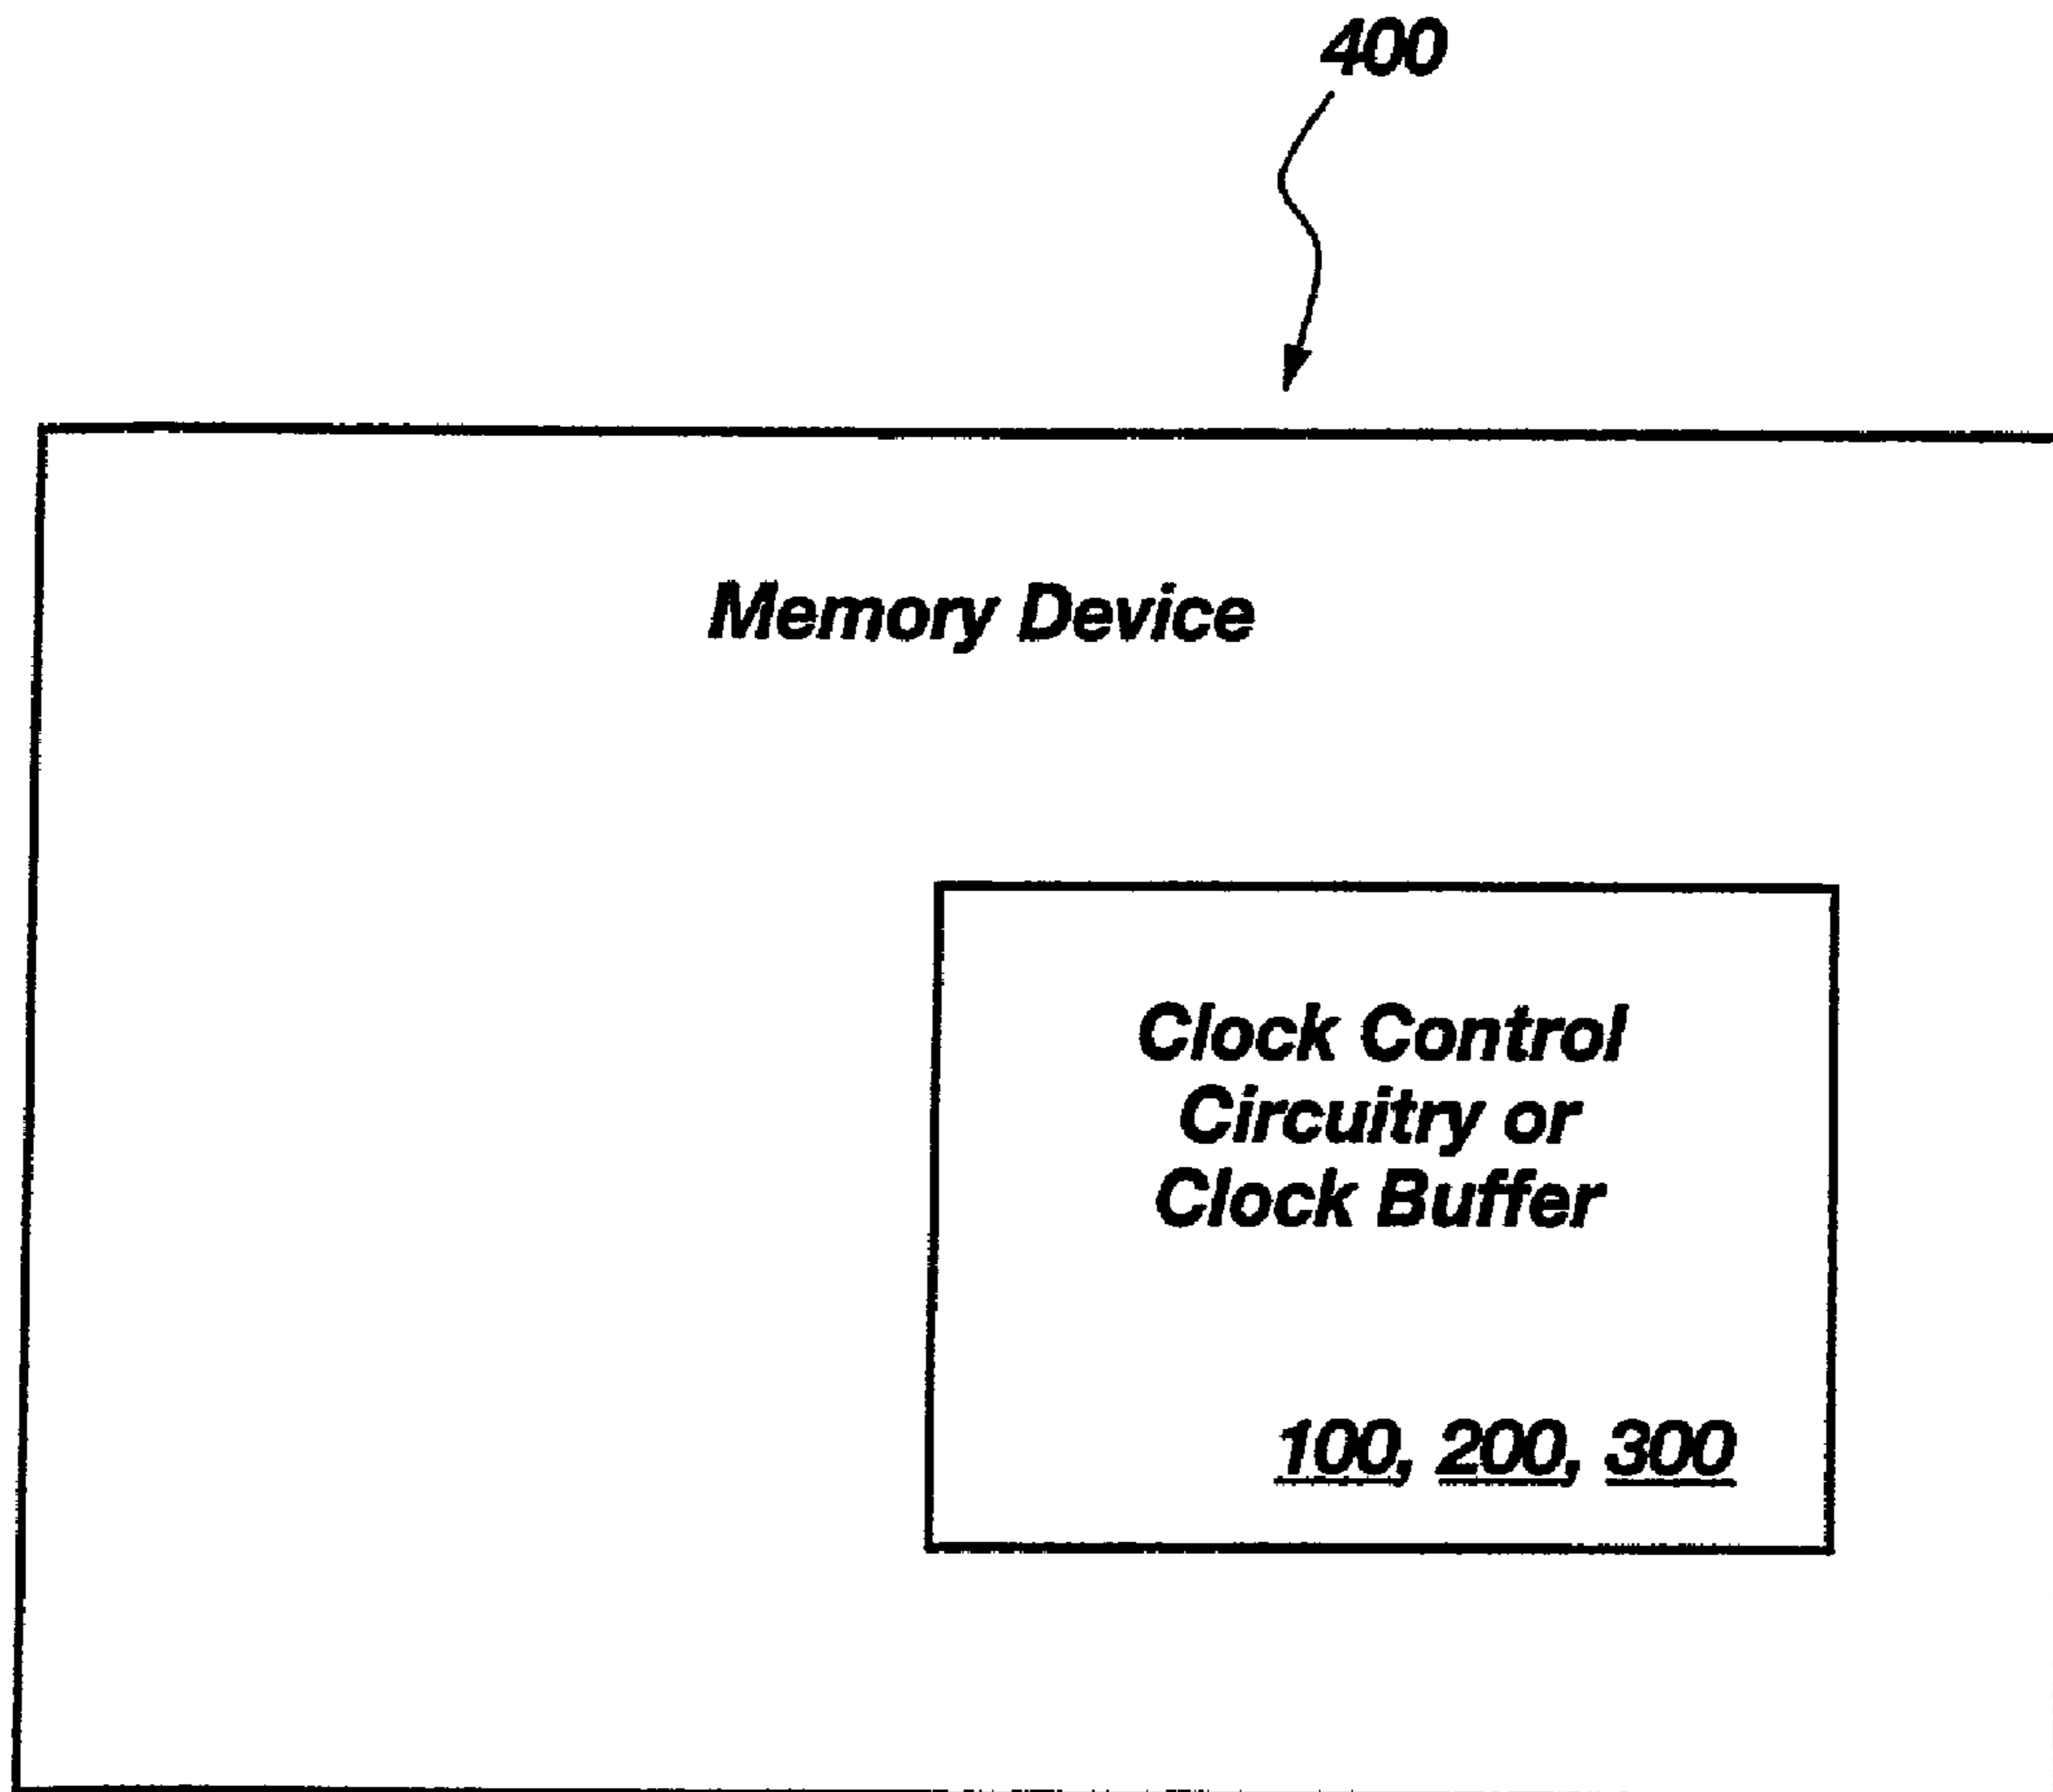 400
Memory Device
Clock Control
Circuitry or
Clock Buffer
100, 200, 300